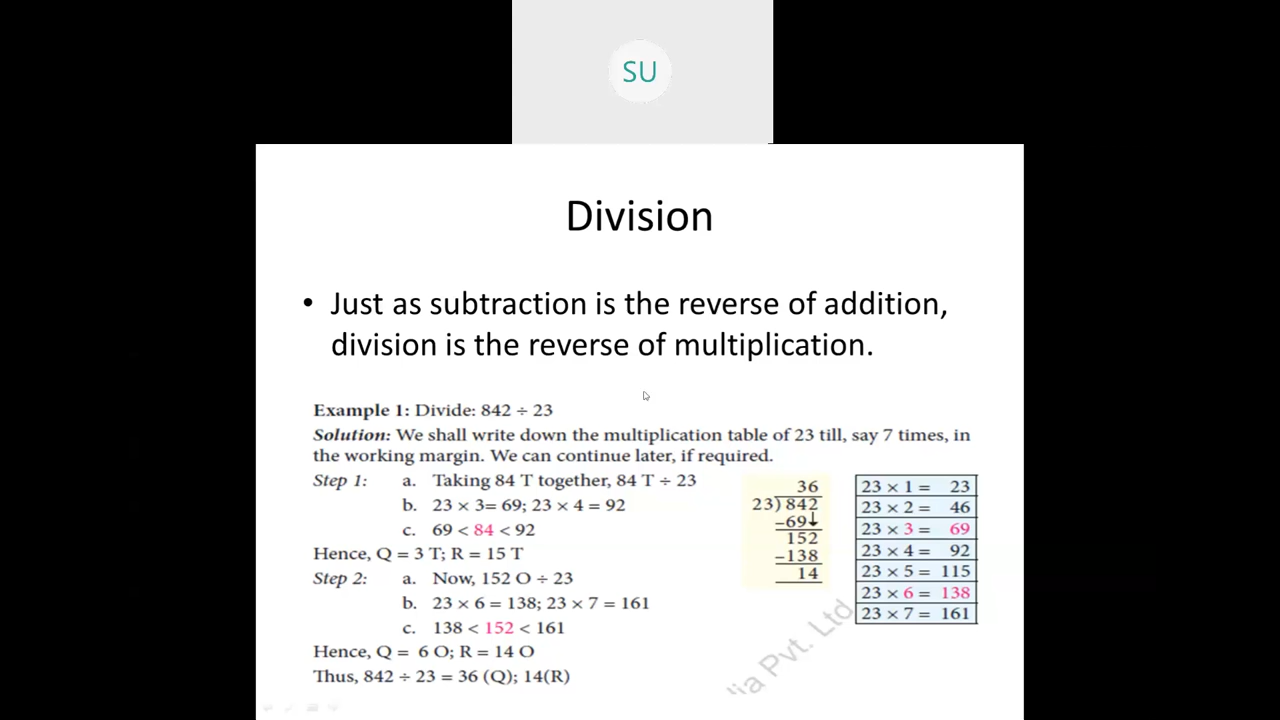 SU
Division
• Just as subtraction is the reverse of addition,
division is the reverse of multiplication.
Example 1: Divide: 842 ÷ 23
Solution: We shall write down the multiplication table of 23 till, say 7 times, in
the working margin. We can continue later, if required.
Step 1: a. Taking 84 T together, 84 T ÷ 23
b. 23 × 3= 69; 23 × 4 = 92
c. 69 < 84 < 92
Hence, Q = 3 T; R = 15 T
Step 2: a. Now, 152 O ÷ 23
b. 23 × 6 = 138; 23 × 7 = 161
c. 138 < 152 < 161
Hence, Q = 6 O; R = 14 O
Thus, 842 ÷ 23 = 36 (Q); 14(R)
36
23)842
–69↓
152
–138
14
23 × 1 = 23
23 × 2 = 46
23 × 3 = 69
23 × 4 = 92
23 × 5 = 115
23 × 6 = 138
23 × 7 = 161
Pvt. Ltd